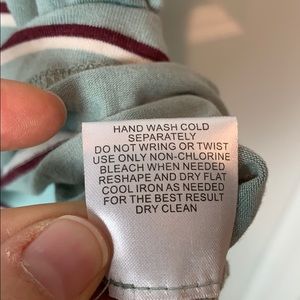 HAND WASH COLD
SEPARATELY
DO NOT WRING OR TWIST
USE ONLY NON-CHLORINE
BLEACH WHEN NEEDED
RESHAPE AND DRY FLAT
COOL IRON AS NEEDED
FOR THE BEST RESULT
DRY CLEAN